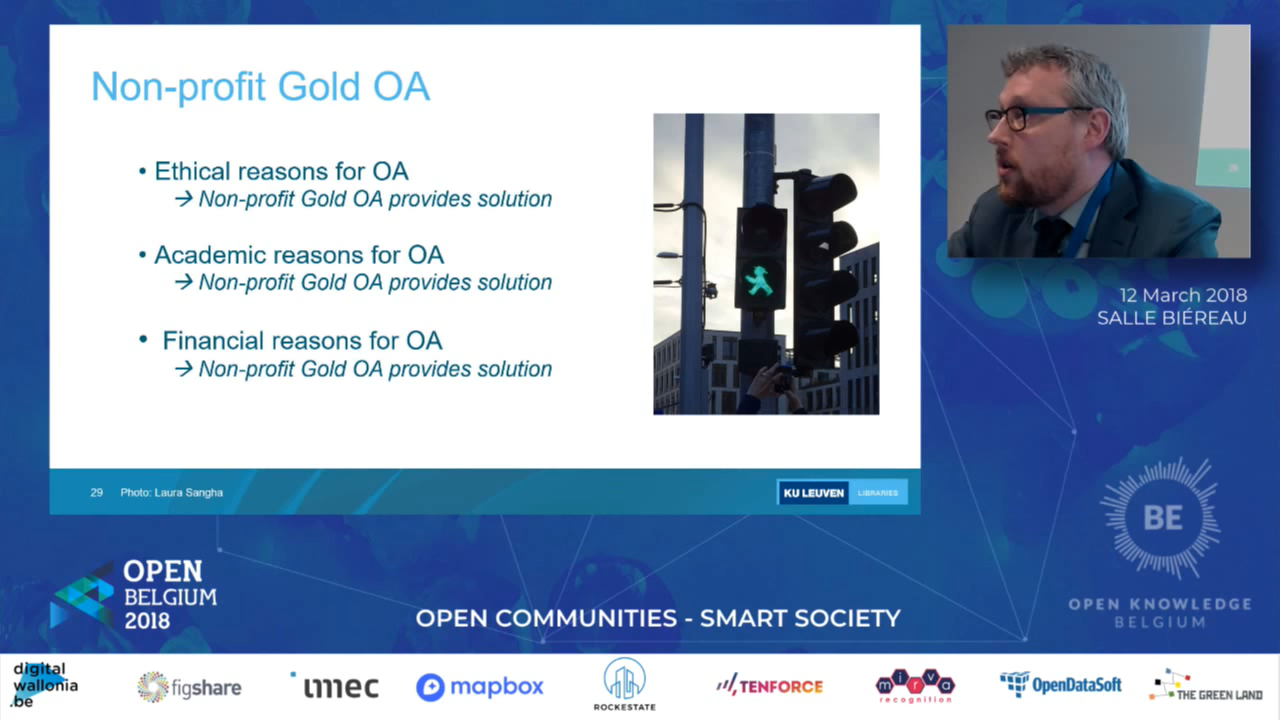 Non-profit Gold OA
• Ethical reasons for OA
→ Non-profit Gold OA provides solution
• Academic reasons for OA
→ Non-profit Gold OA provides solution
• Financial reasons for OA
→ Non-profit Gold OA provides solution
29 Photo: Laura Sangha
KU LEUVEN LIBRARIES
29
12 March 2018
SALLE BIÉREAU
OPEN
BELGIUM
2018
OPEN COMMUNITIES - SMART SOCIETY
BE
OPEN KNOWLEDGE
BELGIUM
digital
wallonia
.be
figshare
imec
mapbox
ROCKESTATE
TENFORCE
mirva
recognition
OpenDataSoft
THE GREEN LAND